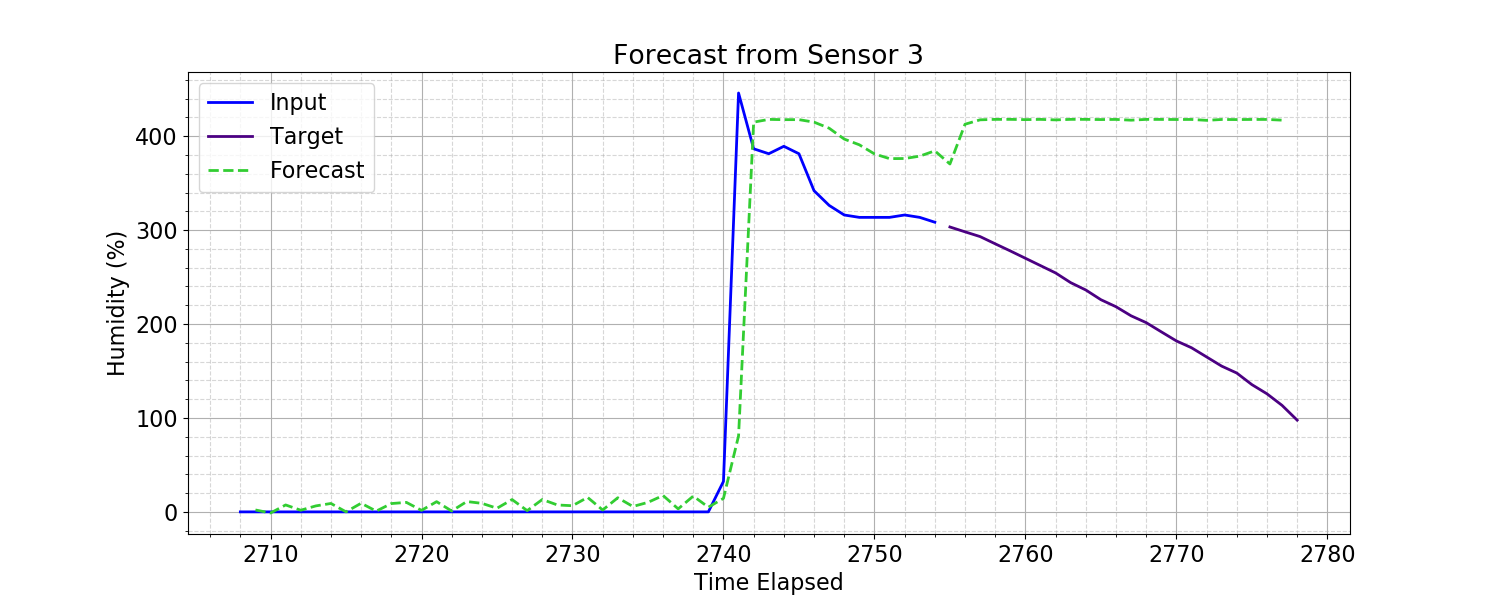 Forecast from Sensor 3
Input
Target
Forecast
Humidity (%)
400
300
200
100
0
2710 2720 2730 2740 2750 2760 2770 2780
Time Elapsed